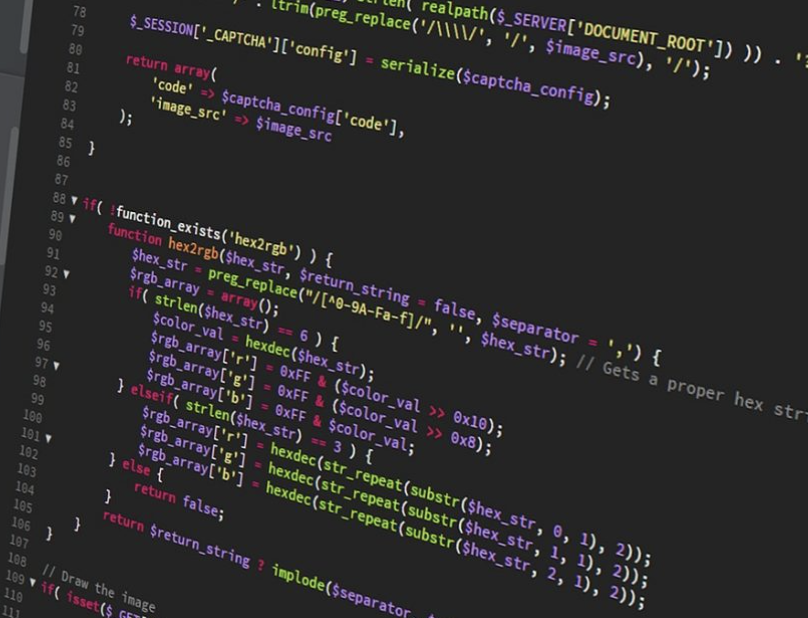 78 ltrim(preg_replace('/\\\\/', '/', $image_src), '/');
realpath($_SERVER['DOCUMENT_ROOT']) )) .
79 $_SESSION['_CAPTCHA']['config'] = serialize($captcha_config);
80
81 return array(
82 'code' => $captcha_config['code'],
83 'image_src' => $image_src
84 );
85 }
86
87
88 if( !function_exists('hex2rgb') ) {
89 function hex2rgb($hex_str, $return_string = false, $separator = ',') {
90 $hex_str = preg_replace("/[^0-9A-Fa-f]/", '', $hex_str); // Gets a proper hex
91 $rgb_array = array();
92 if( strlen($hex_str) == 6 ) {
93 $color_val = hexdec($hex_str);
94 $rgb_array['r'] = 0xFF & ($color_val >> 0x10);
95 $rgb_array['g'] = 0xFF & ($color_val >> 0x8);
96 $rgb_array['b'] = 0xFF & $color_val;
97 } elseif( strlen($hex_str) == 3 ) {
98 $rgb_array['r'] = hexdec(str_repeat(substr($hex_str, 0, 1), 2));
99 $rgb_array['g'] = hexdec(str_repeat(substr($hex_str, 1, 1), 2));
100 $rgb_array['b'] = hexdec(str_repeat(substr($hex_str, 2, 1), 2));
101 } else {
102 return false;
103 }
104 return $return_string ? implode($separator
105 }
106 }
107
108 // Draw the image
109 if( isset($
110
111